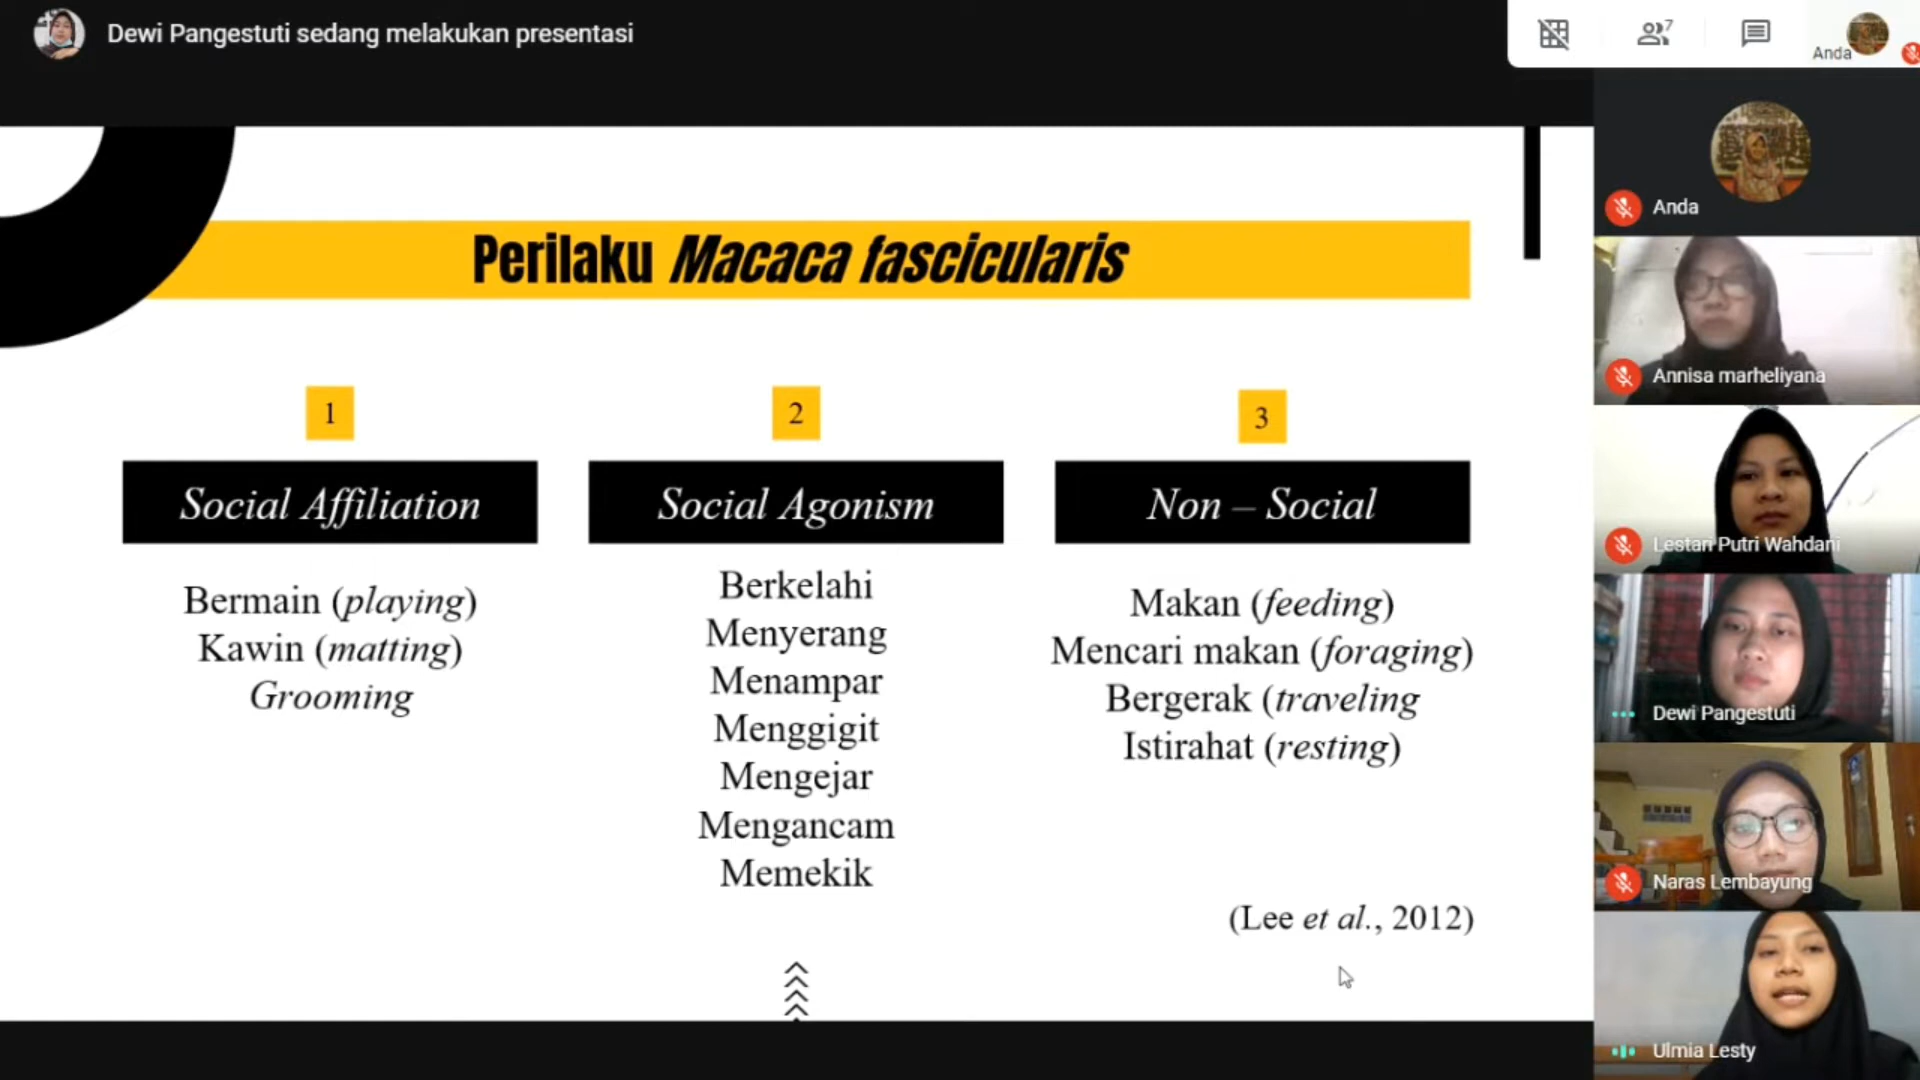 Dewi Pangestuti sedang melakukan presentasi
7
Anda
Perilaku Macaca fascicularis
1
Social Affiliation
Bermain (playing)
Kawin (matting)
Grooming
2
Social Agonism
Berkelahi
Menyerang
Menampar
Menggigit
Mengejar
Mengancam
Memekik
3
Non – Social
Makan (feeding)
Mencari makan (foraging)
Bergerak (traveling
Istirahat (resting)
(Lee et al., 2012)
Anda
Annisa marheliyana
Lestari Putri Wahdani
Dewi Pangestuti
Naras Lembayung
Ulmia Lesty